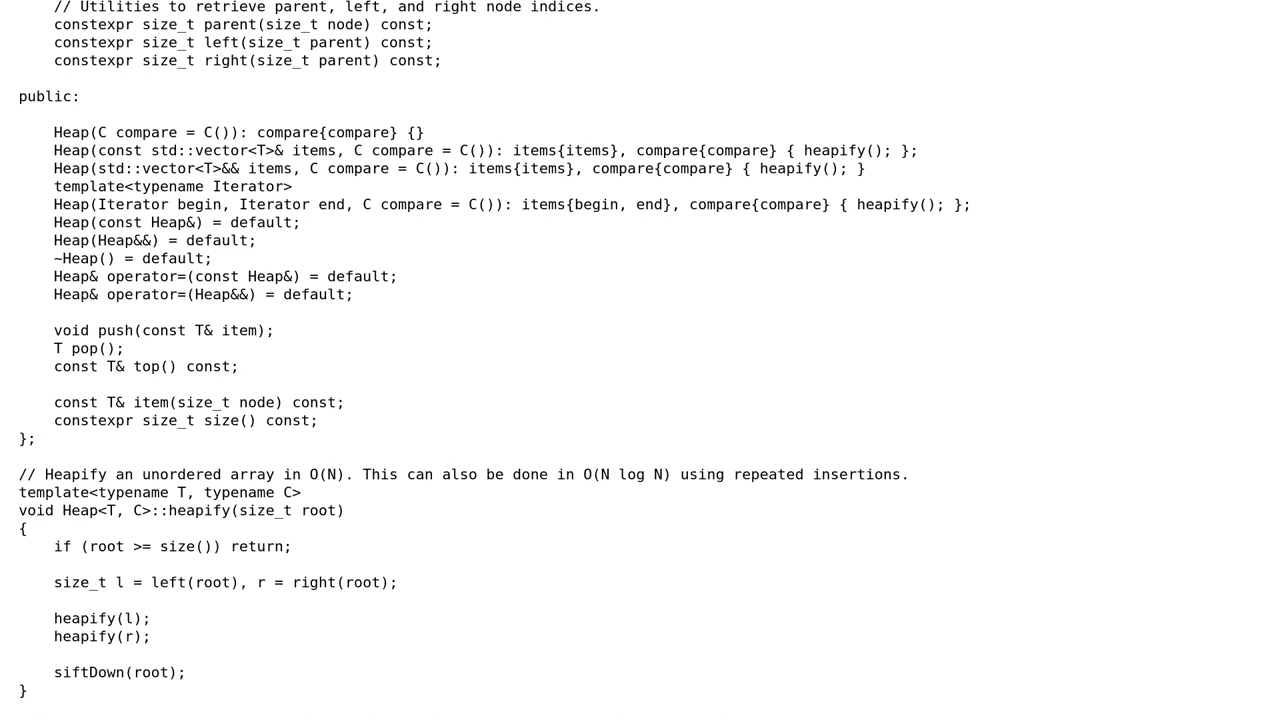 // Utilities to retrieve parent, left, and right node indices.
constexpr size_t parent(size_t node) const;
constexpr size_t left(size_t parent) const;
constexpr size_t right(size_t parent) const;
public:
Heap(C compare = C()): compare{compare} {}
Heap(const std::vector<T>& items, C compare = C()): items{items}, compare{compare} { heapify(); };
Heap(std::vector<T>&& items, C compare = C()): items{items}, compare{compare} { heapify(); }
template<typename Iterator>
Heap(Iterator begin, Iterator end, C compare = C()): items{begin, end}, compare{compare} { heapify(); };
Heap(const Heap&) = default;
Heap(Heap&&) = default;
~Heap() = default;
Heap& operator=(const Heap&) = default;
Heap& operator=(Heap&&) = default;
void push(const T& item);
T pop();
const T& top() const;
const T& item(size_t node) const;
constexpr size_t size() const;
};
// Heapify an unordered array in O(N). This can also be done in O(N log N) using repeated insertions.
template<typename T, typename C>
void Heap<T, C>::heapify(size_t root)
{
if (root >= size()) return;
size_t l = left(root), r = right(root);
heapify(l);
heapify(r);
siftDown(root);
}